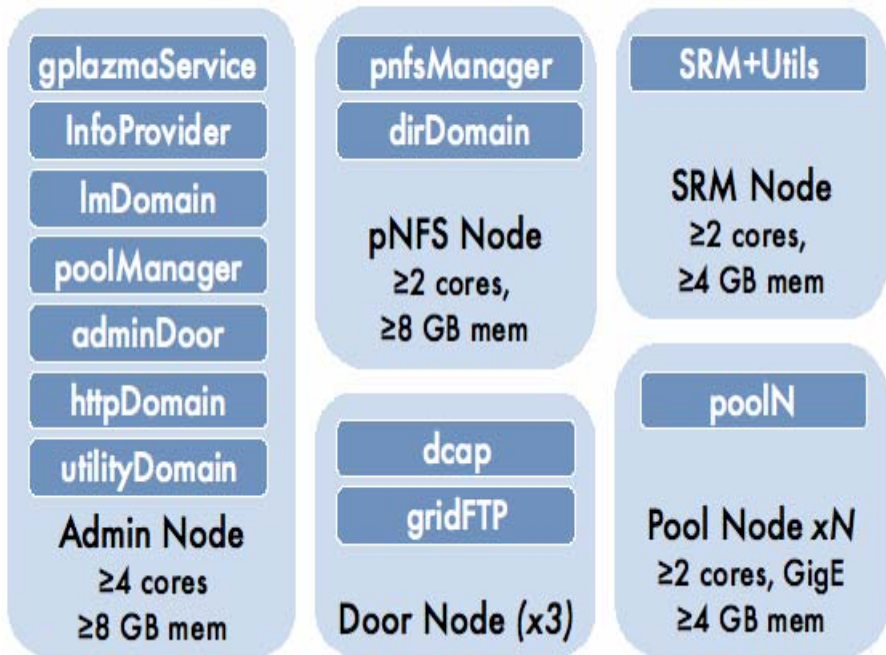 gplazmaService
InfoProvider
lmDomain
poolManager
adminDoor
httpDomain
utilityDomain
Admin Node
≥4 cores
≥8 GB mem
pnfsManager
dirDomain
pNFS Node
≥2 cores,
≥8 GB mem
dcap
gridFTP
Door Node (x3)
SRM+Utils
SRM Node
≥2 cores,
≥4 GB mem
poolN
Pool Node xN
≥2 cores, GigE
≥4 GB mem